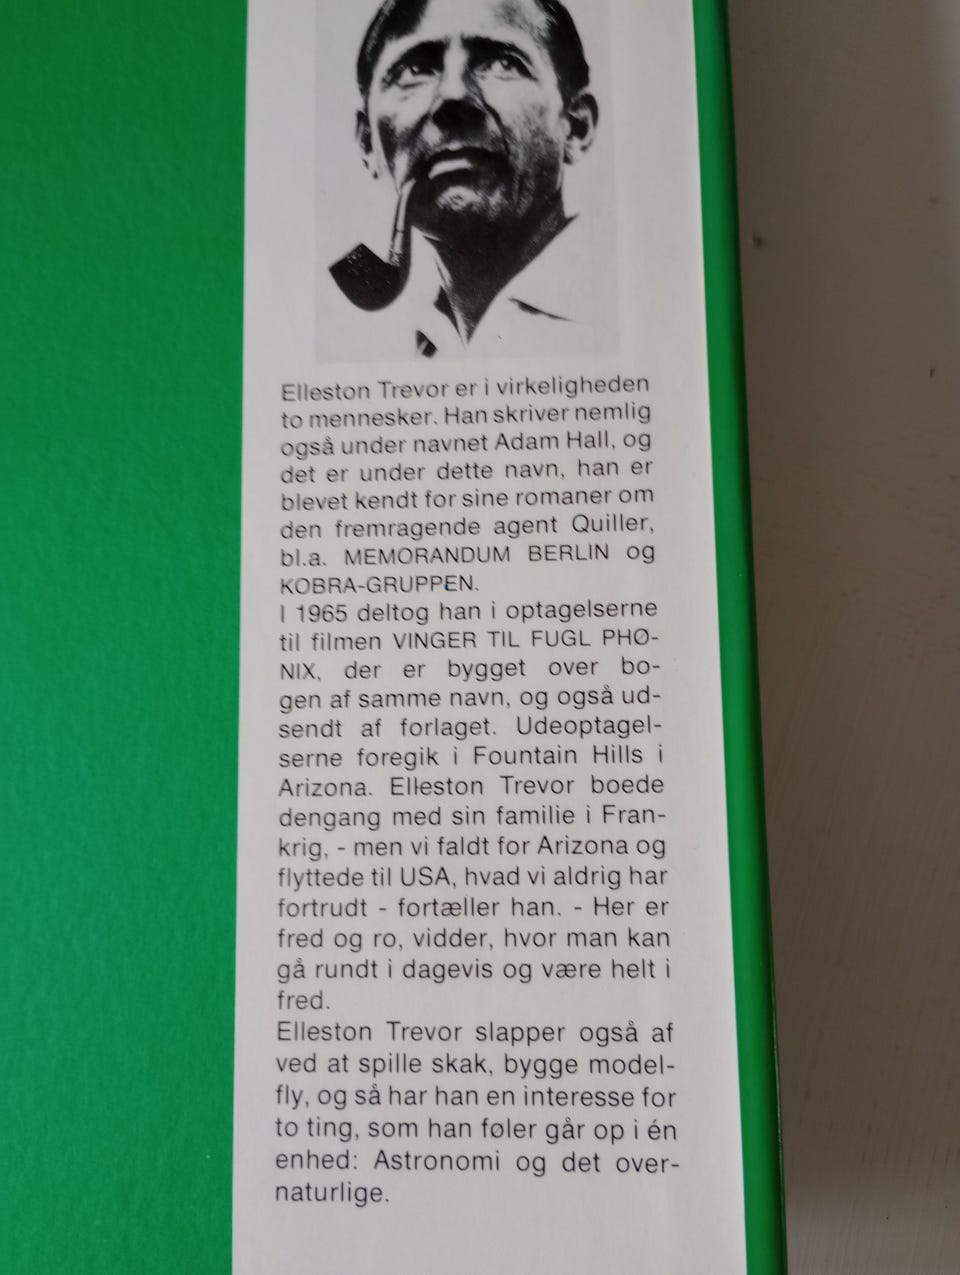 Elleston Trevor er i virkeligheden
to mennesker. Han skriver nemlig
også under navnet Adam Hall, og
det er under dette navn, han er
blevet kendt for sine romaner om
den fremragende agent Quiller,
bl.a. MEMORANDUM BERLIN og
KOBRA-GRUPPEN.
I 1965 deltog han i optagelserne
til filmen VINGER TIL FUGL PHØ-
NIX, der er bygget over bo-
gen af samme navn, og også ud-
sendt af forlaget. Udeoptagel-
serne foregik i Fountain Hills i
Arizona. Elleston Trevor boede
dengang med sin familie i Fran-
krig, - men vi faldt for Arizona og
flyttede til USA, hvad vi aldrig har
fortrudt - fortæller han. - Her er
fred og ro, vidder, hvor man kan
gå rundt i dagevis og være helt i
fred.
Elleston Trevor slapper også af
ved at spille skak, bygge model-
fly, og så har han en interesse for
to ting, som han føler går op i én
enhed: Astronomi og det over-
naturlige.